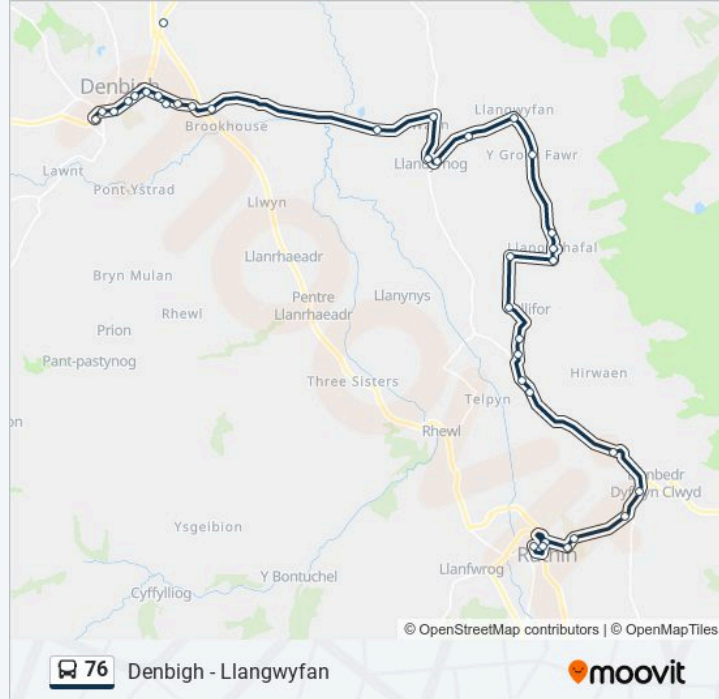 Denbigh
Brookhouse
Llangwyfan
Y Fawr
Lawnt
Pont Ystrad
Llwyn
Llanrhaeadr
Bryn Mulan
Pentre
Llanrhaeadr
Llanynys
Rhewl
Prion
Pant-pastynog
Three Sisters
Hirwaen
Telpyn
Rhewl
Dyffryn Clwyd
Ysgeibion
Y Bontuchel
Llanfwrog
Cyffylliog
© OpenStreetMap contributors | © OpenMapTiles
76 Denbigh - Llangwyfan
moovit